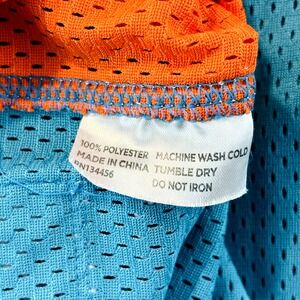 100% POLYESTER
MADE IN CHINA
RN134456
MACHINE WASH COLD
TUMBLE DRY
DO NOT IRON